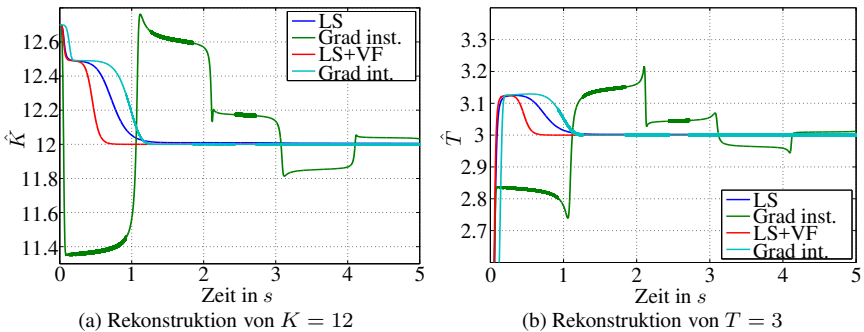 12.6
12.4
12.2
12
11.8
11.6
11.4
K̂
0
1
2
3
4
5
Zeit in s
LS
Grad inst.
LS+VF
Grad int.
(a) Rekonstruktion von K = 12
3.3
3.2
3.1
3
2.9
2.8
2.7
T̂
0
1
2
3
4
5
Zeit in s
LS
Grad inst.
LS+VF
Grad int.
(b) Rekonstruktion von T = 3